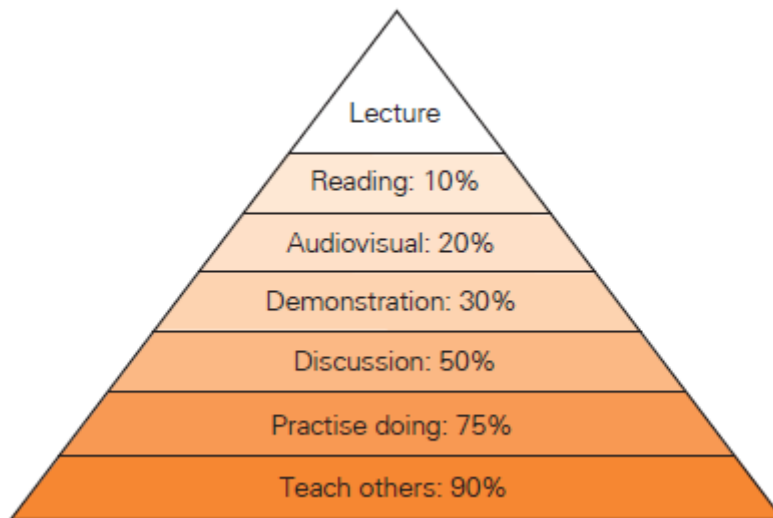 Lecture
Reading: 10%
Audiovisual: 20%
Demonstration: 30%
Discussion: 50%
Practise doing: 75%
Teach others: 90%